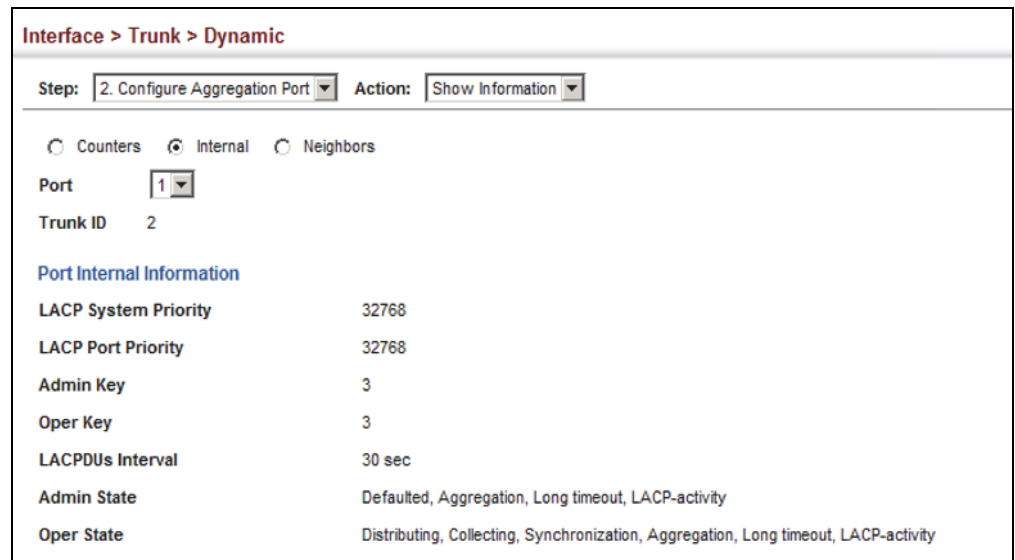 Interface > Trunk > Dynamic
Step: 2. Configure Aggregation Port Action: Show Information
Counters Internal Neighbors
Port 1
Trunk ID 2
Port Internal Information
LACP System Priority 32768
LACP Port Priority 32768
Admin Key 3
Oper Key 3
LACPDUs Interval 30 sec
Admin State Defaulted, Aggregation, Long timeout, LACP-activity
Oper State Distributing, Collecting, Synchronization, Aggregation, Long timeout, LACP-activity